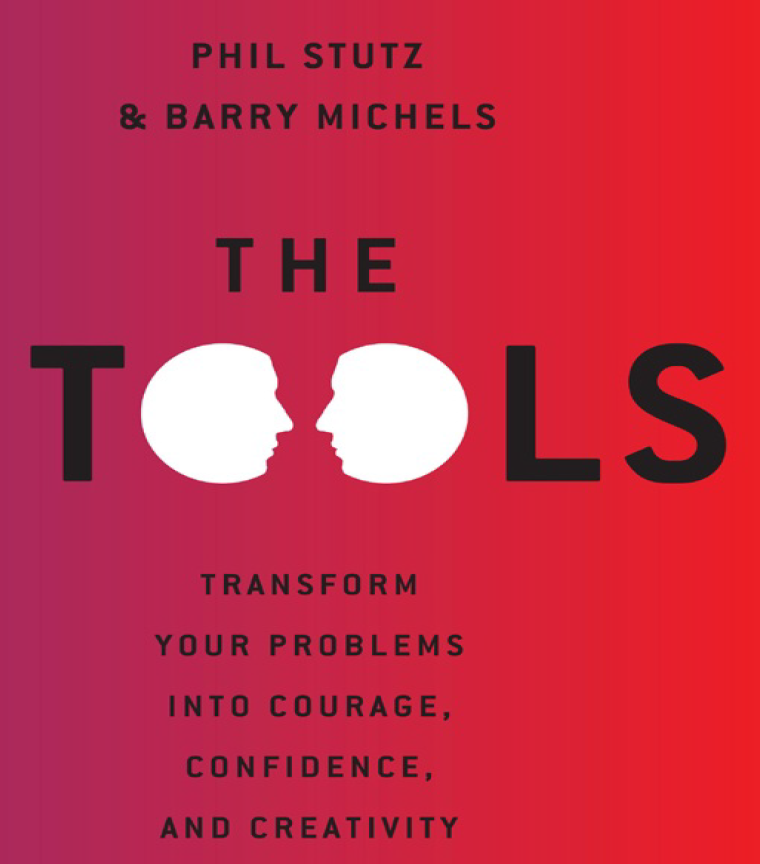 PHIL STUTZ
& BARRY MICHELS
THE
TOOLS
TRANSFORM
YOUR PROBLEMS
INTO COURAGE,
CONFIDENCE,
AND CREATIVITY